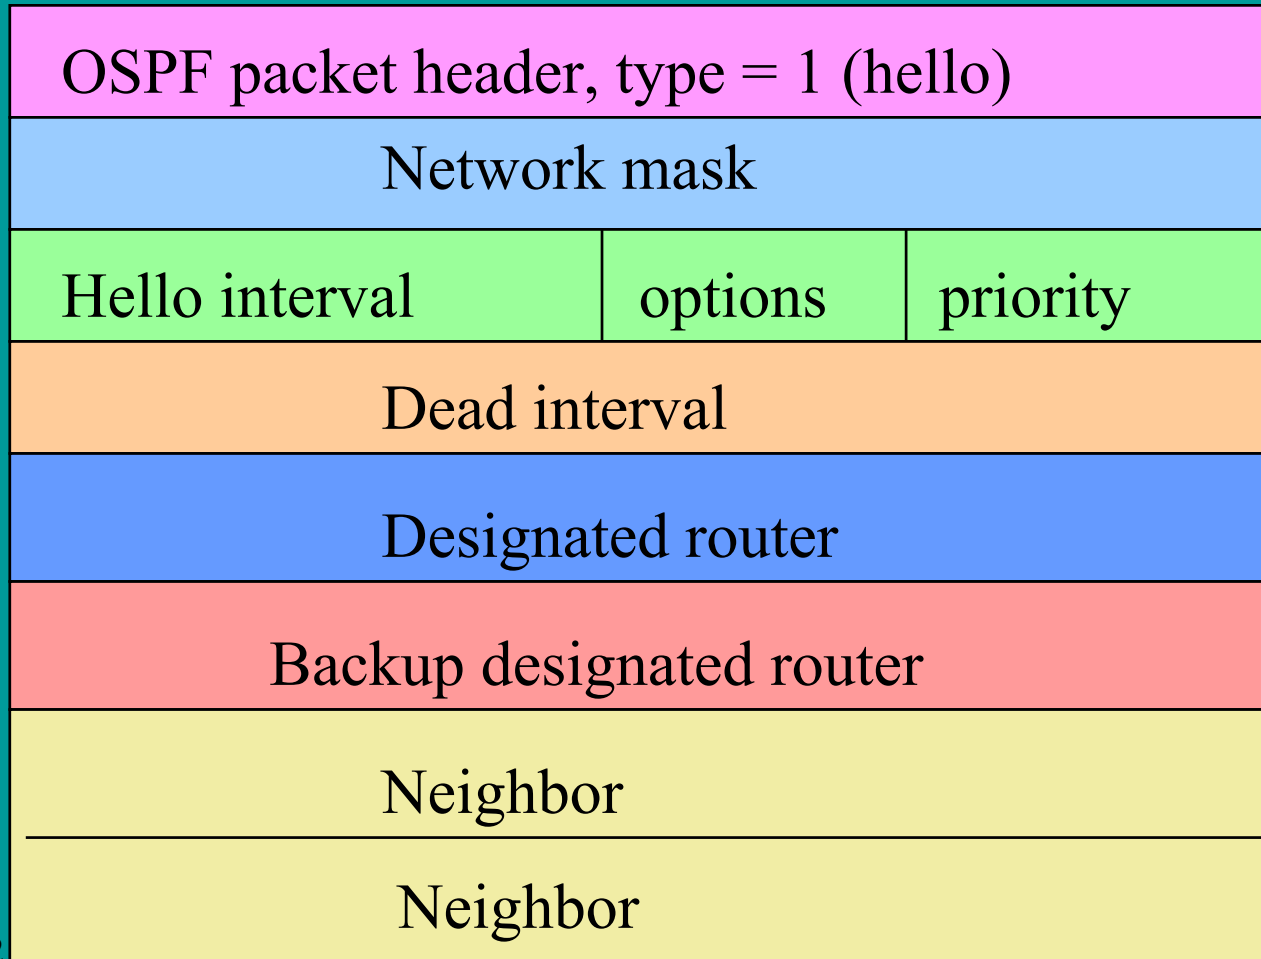 OSPF packet header, type = 1 (hello)
Network mask
Hello interval options priority
Dead interval
Designated router
Backup designated router
Neighbor
Neighbor